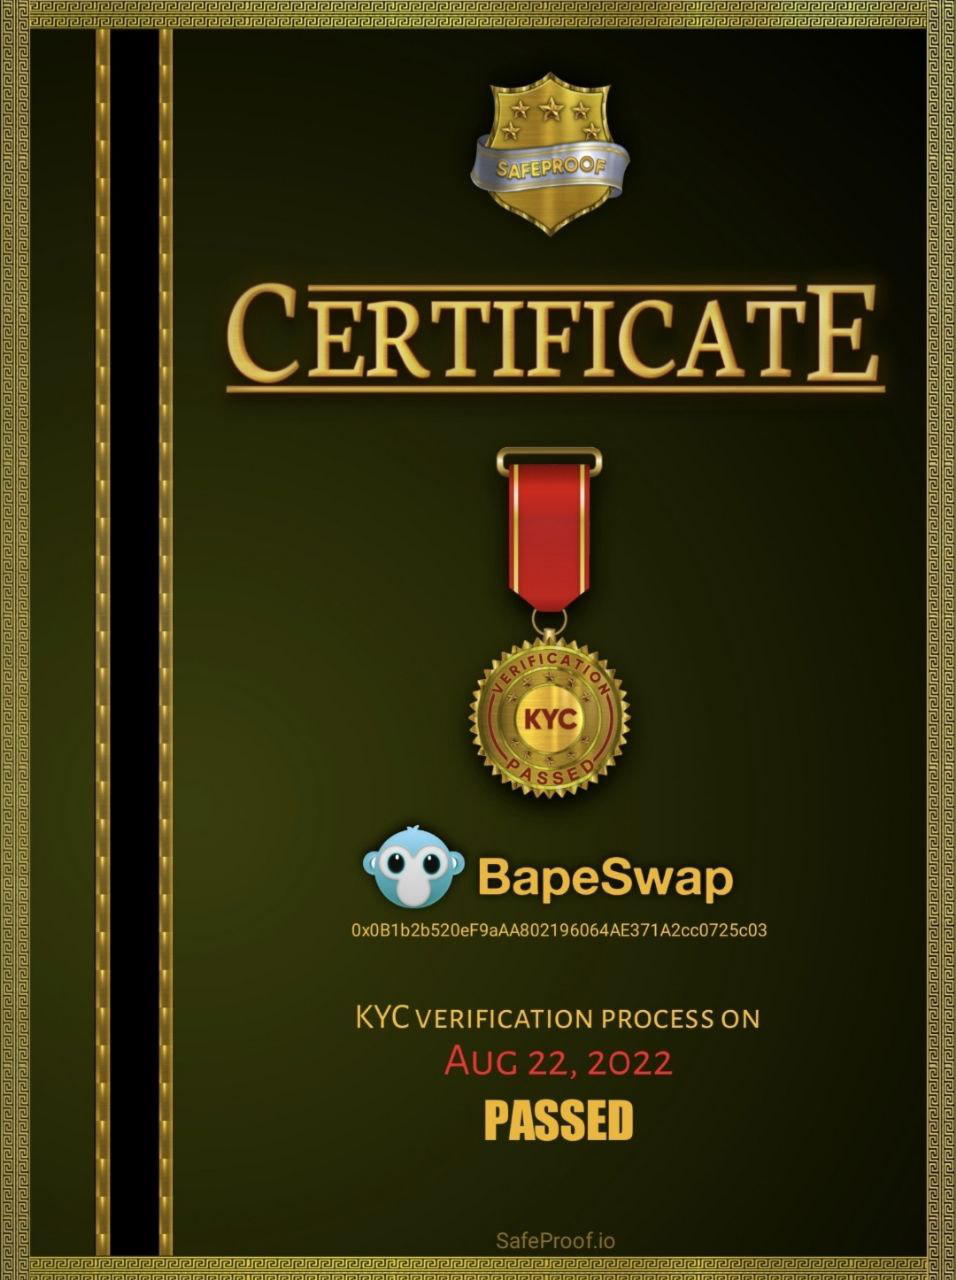 SAFEPROOF
CERTIFICATE
VERIFICATION
KYC
PASSED
BapeSwap
0x0B1b2b520eF9aAA802196064AE371A2cc0725c03
KYC VERIFICATION PROCESS ON
AUG 22, 2022
PASSED
SafeProof.io